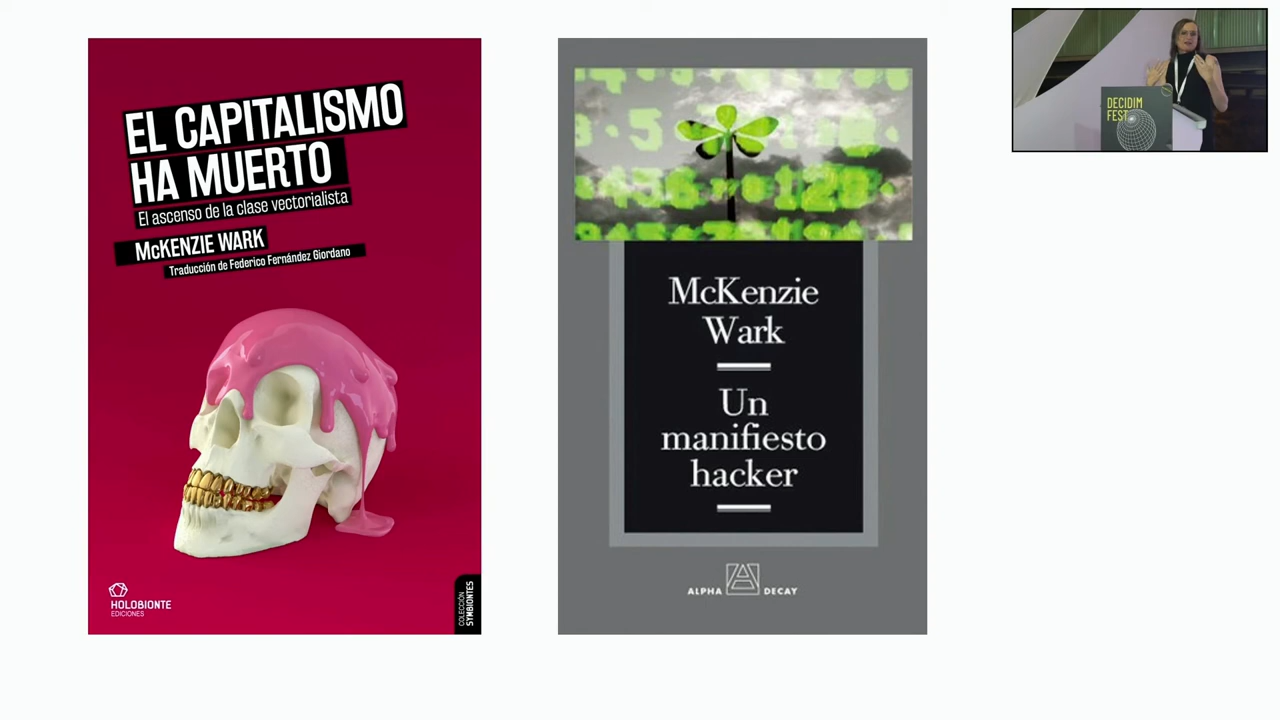 EL CAPITALISMO
HA MUERTO
El ascenso de la clase vectorialista
McKENZIE WARK
Traducción de Federico Fernández Giordano
HOLOBIONTE
EDICIONES
COLECCIÓN
SYMBIONTES
McKenzie
Wark
Un
manifiesto
hacker
ALPHA DECAY
DECIDIM
FEST